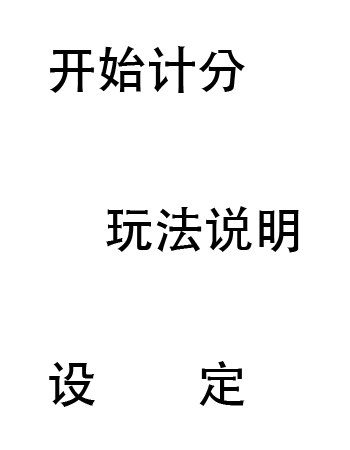 开始计分
玩法说明
设　　定